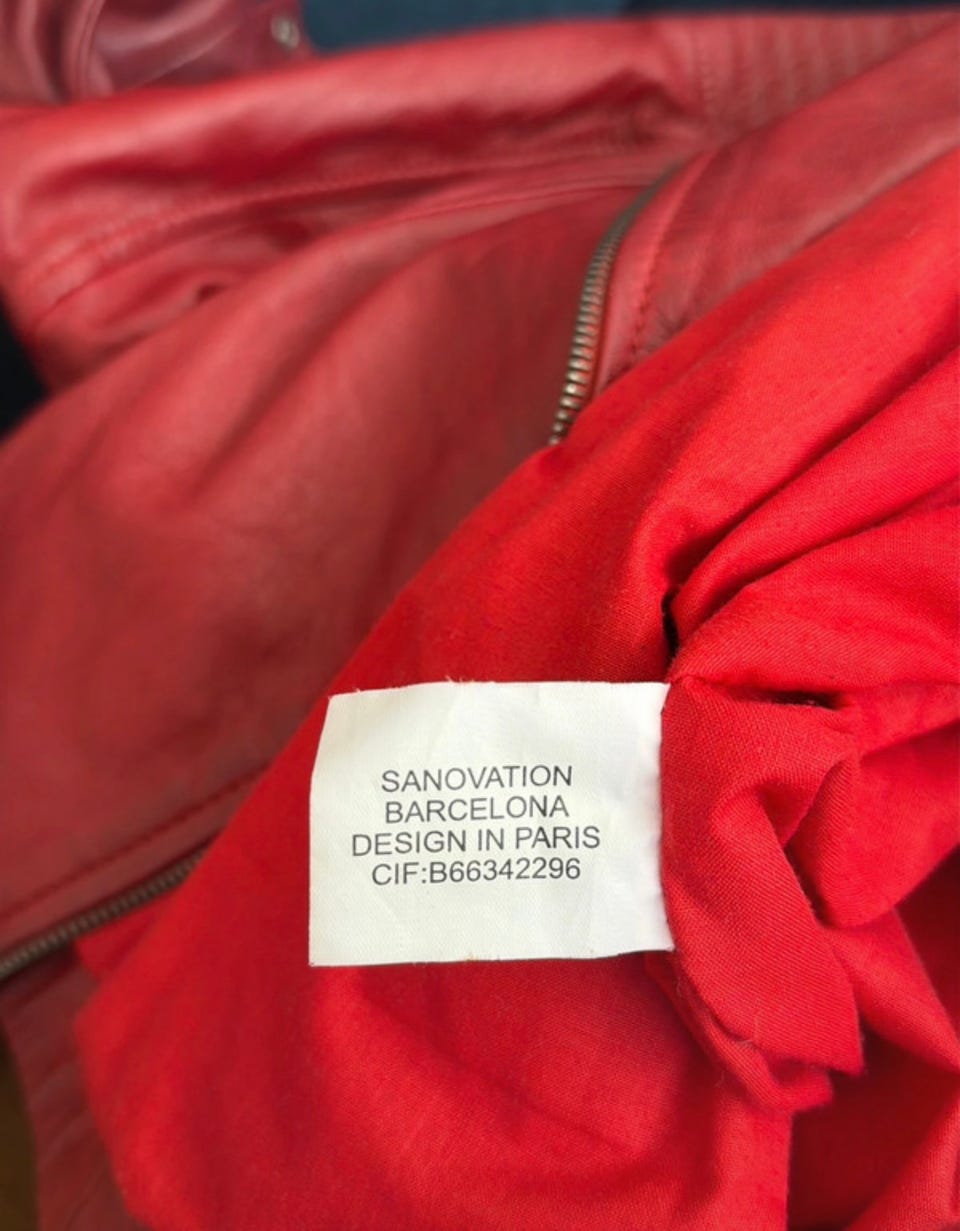 SANOVATION
BARCELONA
DESIGN IN PARIS
CIF:B66342296